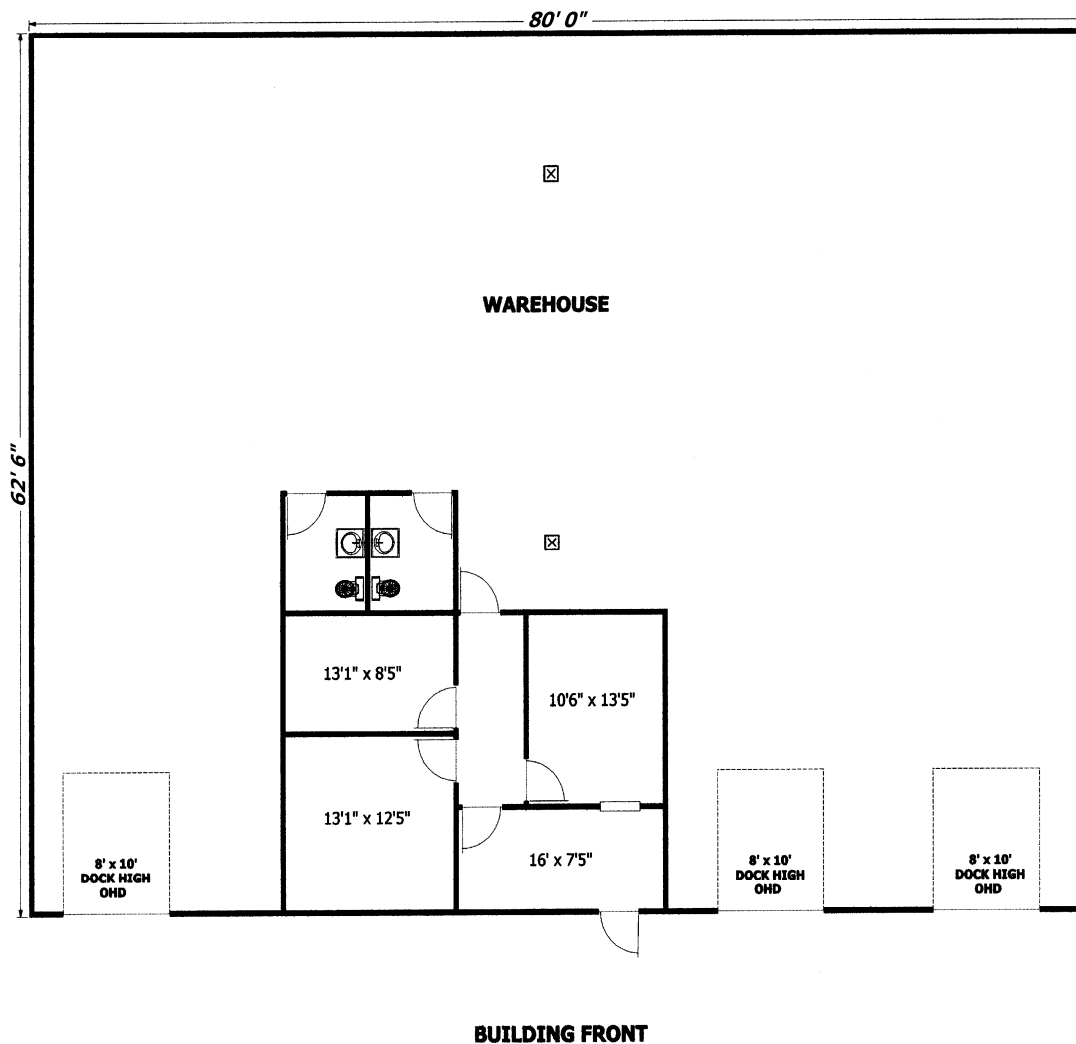 80' 0"
WAREHOUSE
62' 6"
13'1" x 8'5"
10'6" x 13'5"
13'1" x 12'5"
16' x 7'5"
8' x 10'
DOCK HIGH
OHD
8' x 10'
DOCK HIGH
OHD
8' x 10'
DOCK HIGH
OHD
BUILDING FRONT